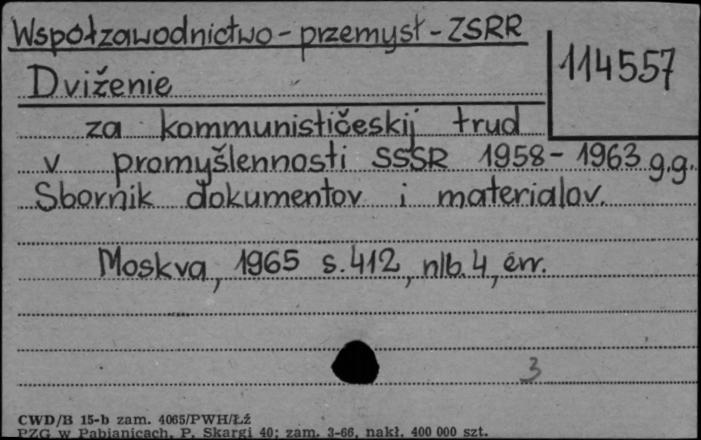 Współzawodnictwo - przemysł - ZSRR
114557
Dviženie
za kommunističeskij trud
v promyšlennosti SSSR 1958 - 1963 g.g.
Sbornik dokumentov i materialov.
Moskva, 1965 s. 412, nlb. 4, err.
3
CWD/B 15-b zam. 4065/PWH/Łź
PZG w Pabianicach, P. Skargi 40; zam. 3-66, nakł. 400 000 szt.